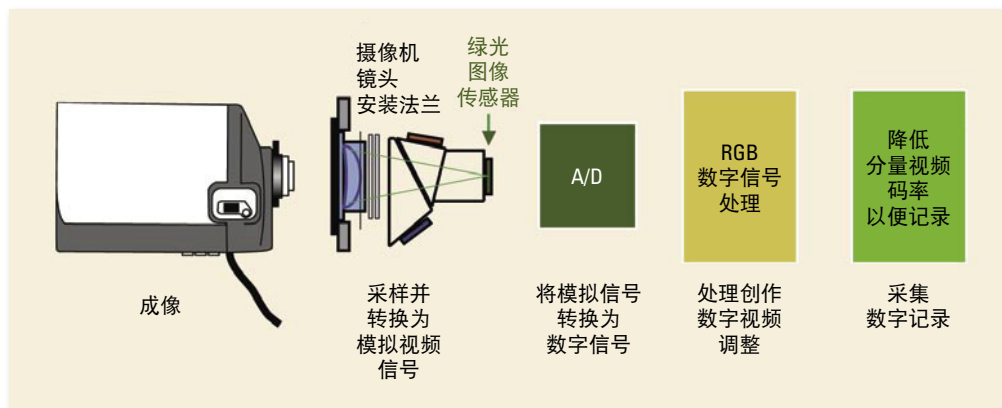 摄像机
镜头
安装法兰
绿光
图像
传感器
A/D
RGB
数字信号
处理
降低
分量视频
码率
以便记录
成像
采样并
转换为
模拟视频
信号
将模拟信号
转换为
数字信号
处理创作
数字视频
调整
采集
数字记录